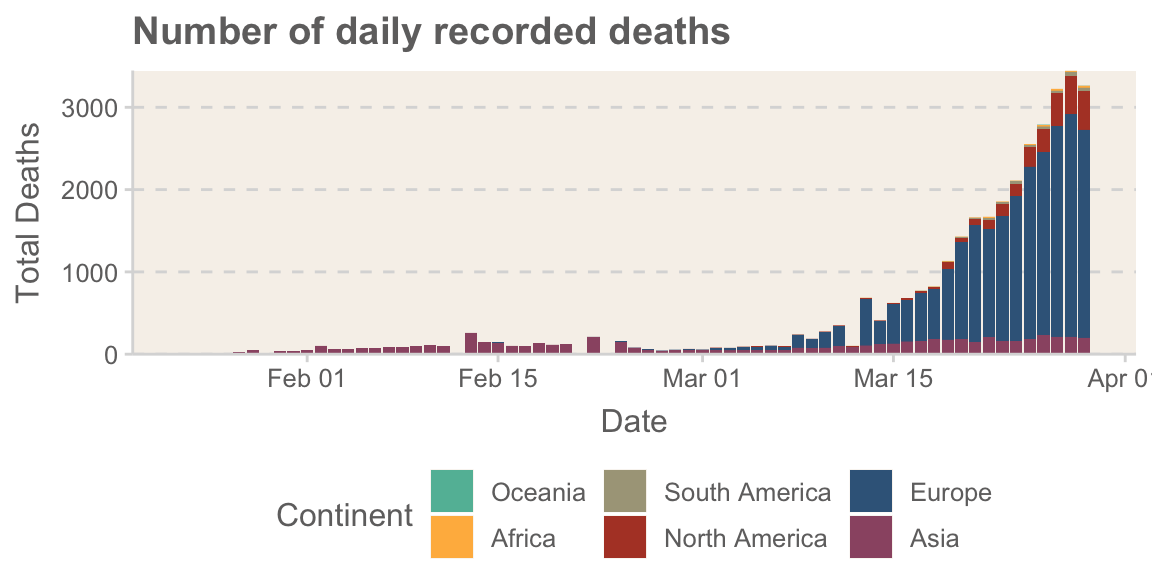 Number of daily recorded deaths
Total Deaths
3000
2000
1000
0
Feb 01 Feb 15 Mar 01 Mar 15 Apr 01
Date
Continent
Oceania South America Europe
Africa North America Asia